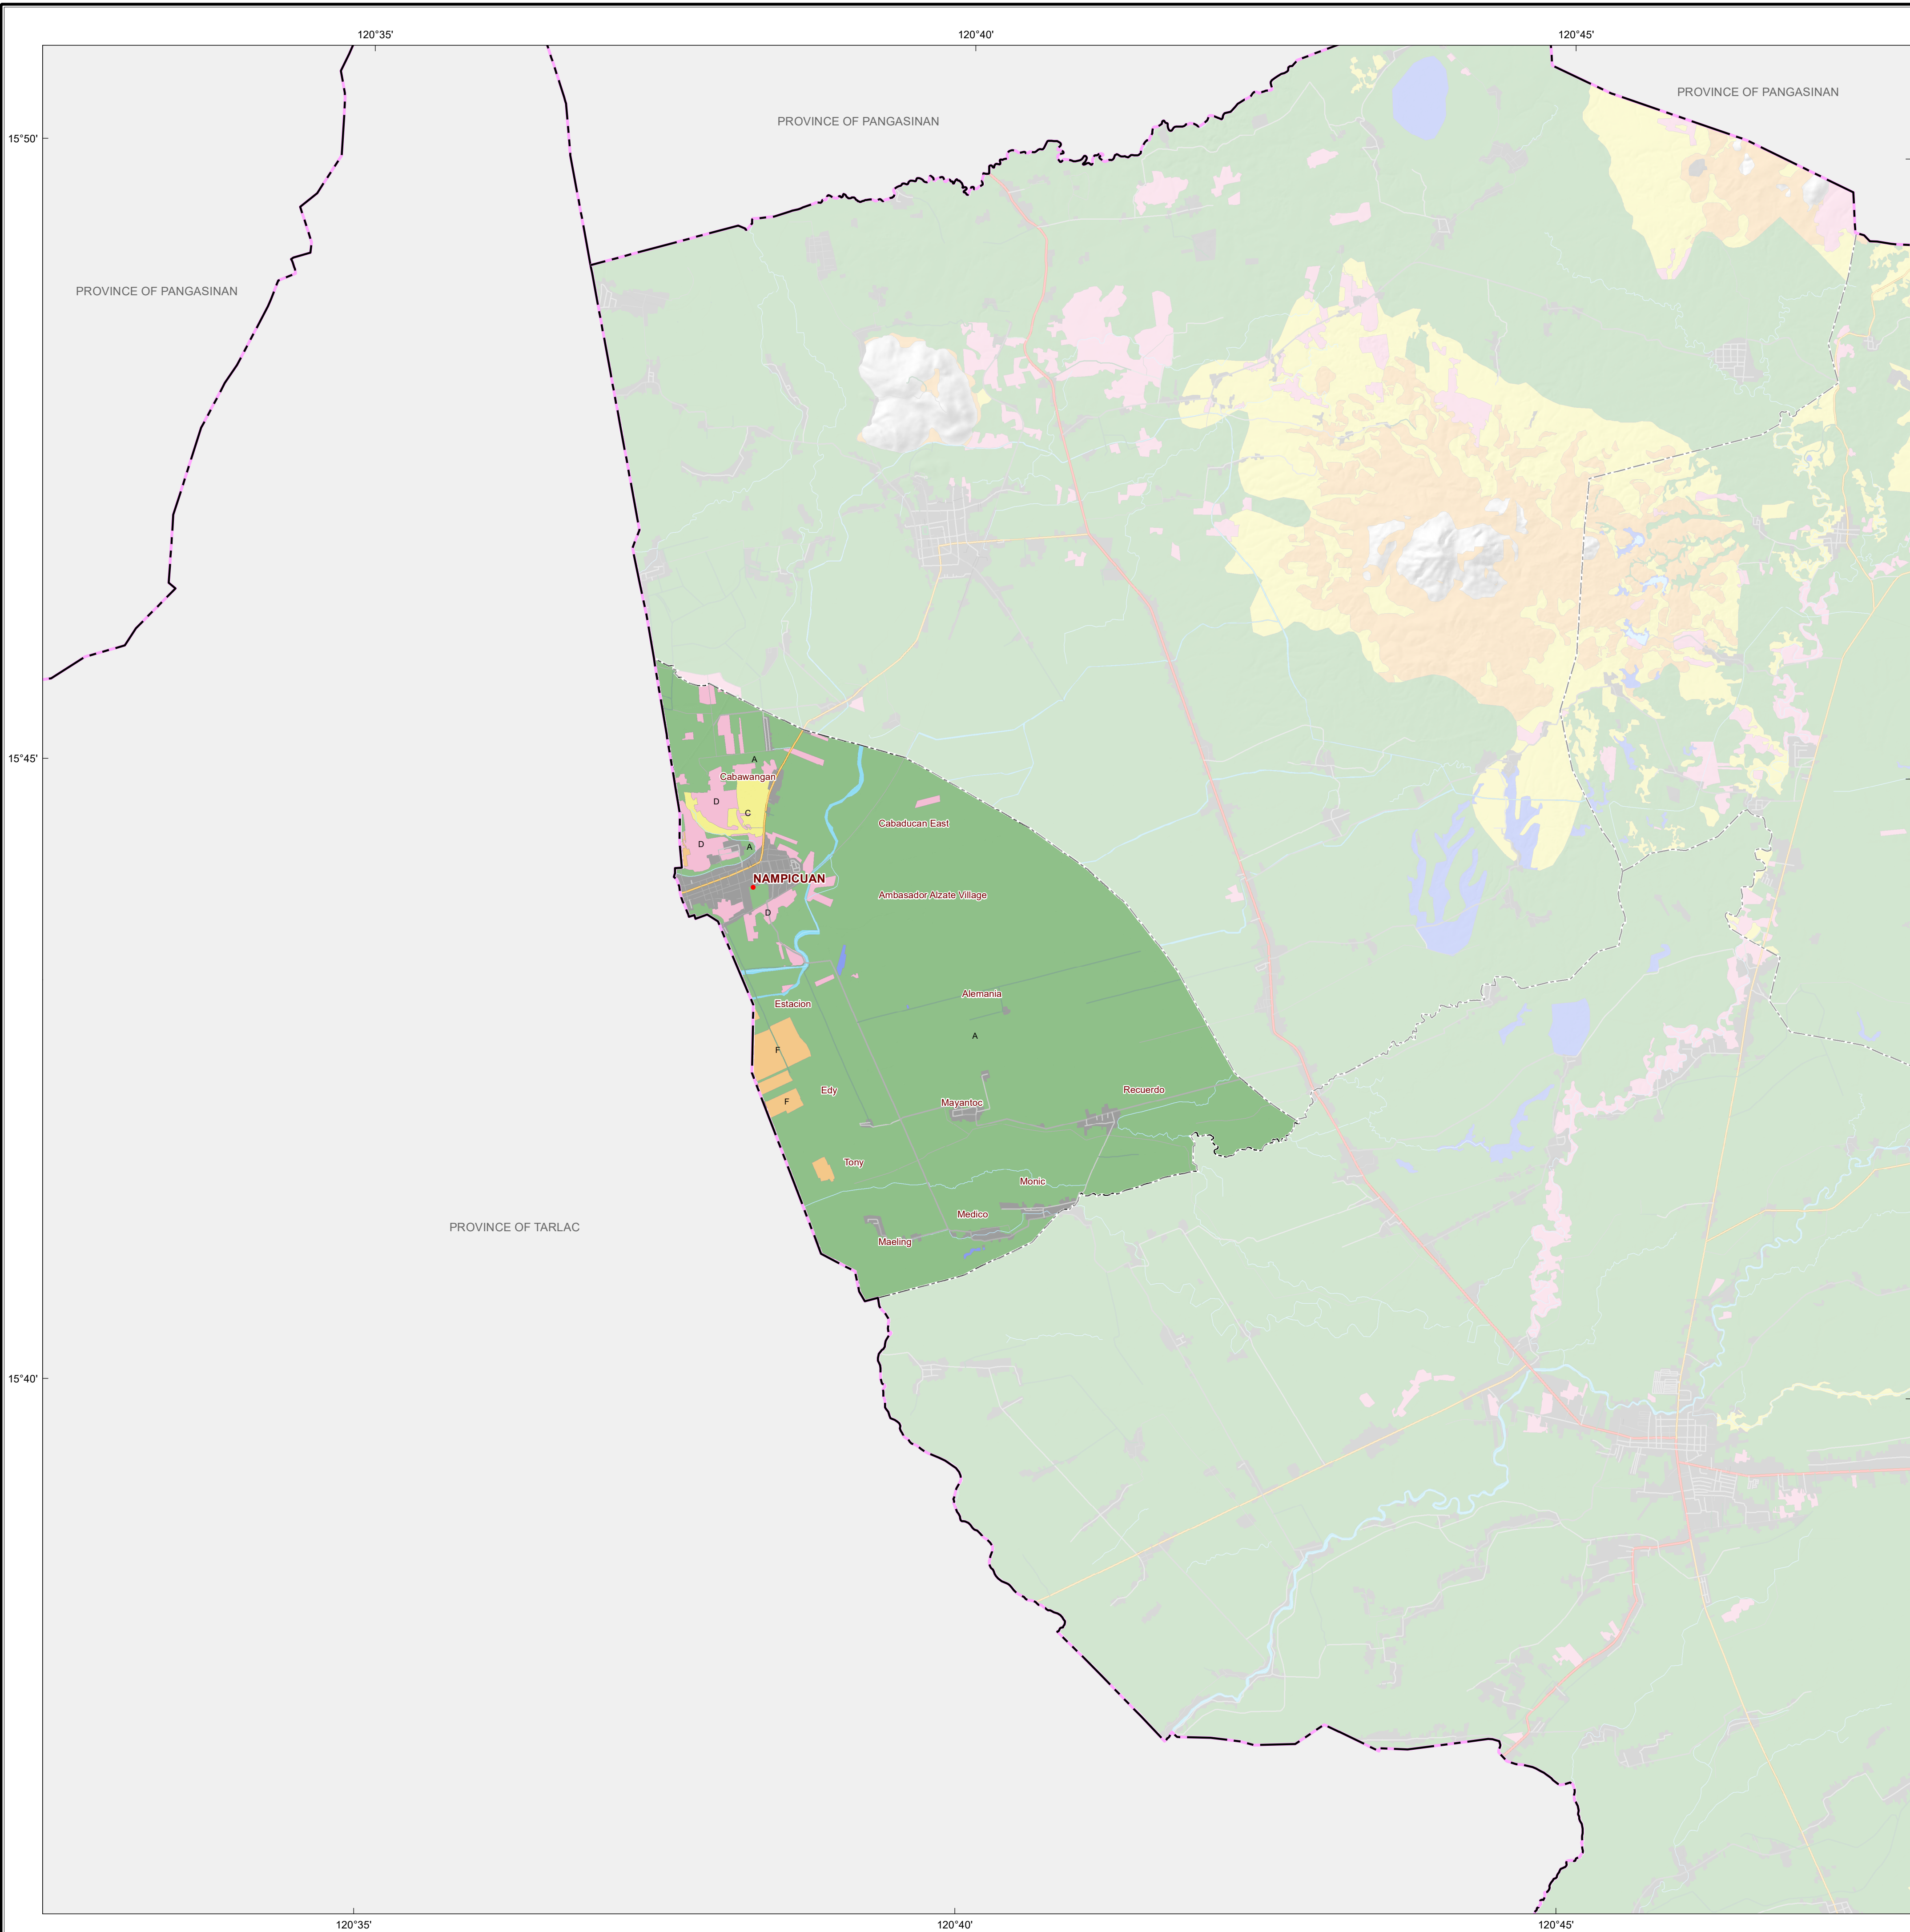 120°35'
120°40'
120°45'
PROVINCE OF PANGASINAN
PROVINCE OF PANGASINAN
15°50'
PROVINCE OF PANGASINAN
15°45'
A
Cabawangan
D
C
Cabaducan East
D
A
NAMPICUAN
Ambasador Alzate Village
D
Alemania
Estacion
A
F
Edy
Recuerdo
F
Mayantoc
Tony
Monic
Medico
PROVINCE OF TARLAC
Maeling
15°40'
120°35'
120°40'
120°45'